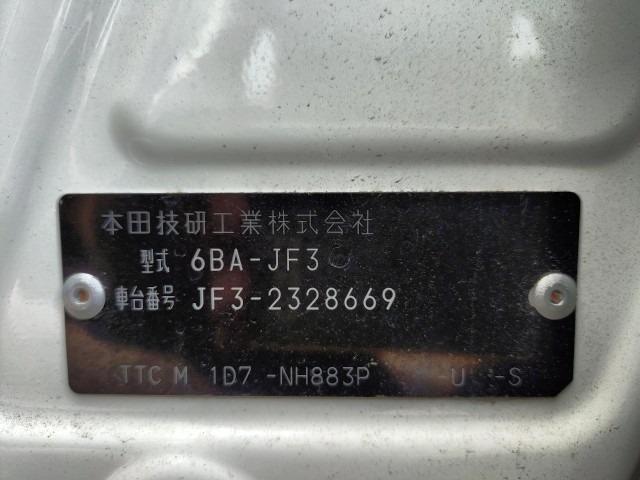 本田技研工業株式会社
型式 6BA-JF3
車台番号 JF3-2328669
TTC M 1D7 -NH883P -U -S